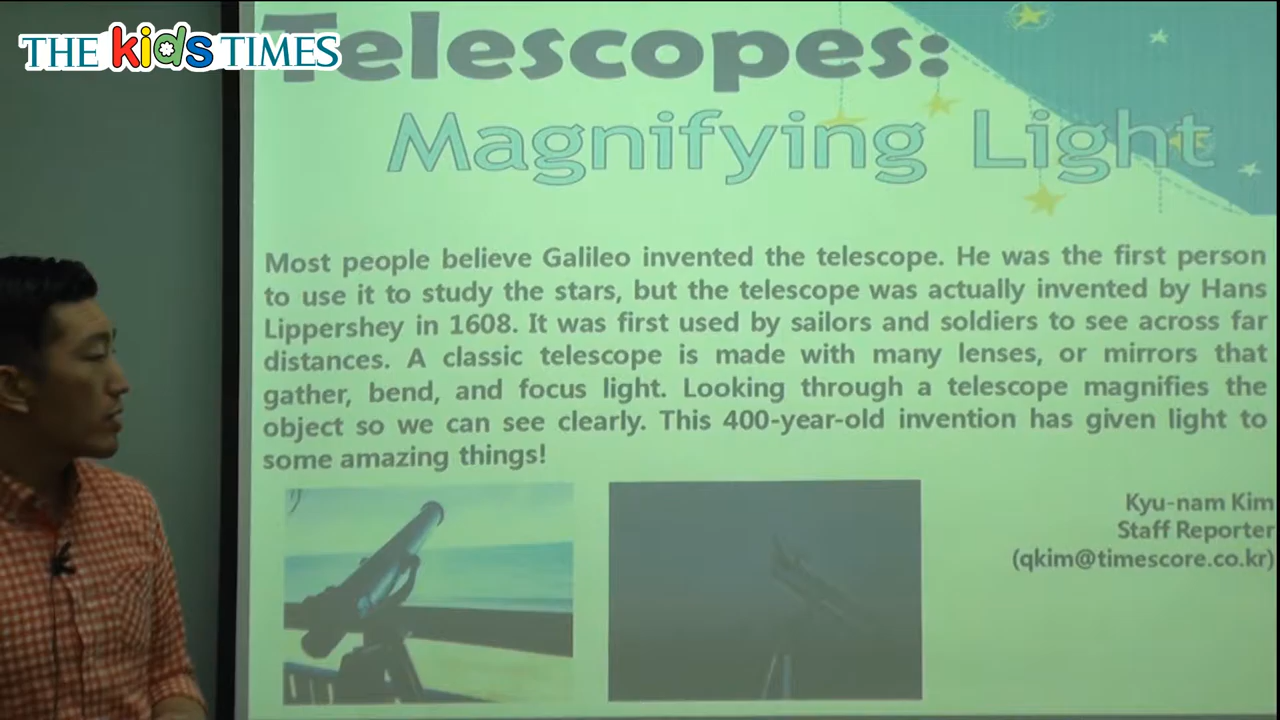 THE kids TIMES
Telescopes:
Magnifying Light
Most people believe Galileo invented the telescope. He was the first person
to use it to study the stars, but the telescope was actually invented by Hans
Lippershey in 1608. It was first used by sailors and soldiers to see across far
distances. A classic telescope is made with many lenses, or mirrors that
gather, bend, and focus light. Looking through a telescope magnifies the
object so we can see clearly. This 400-year-old invention has given light to
some amazing things!
Kyu-nam Kim
Staff Reporter
(qkim@timescore.co.kr)